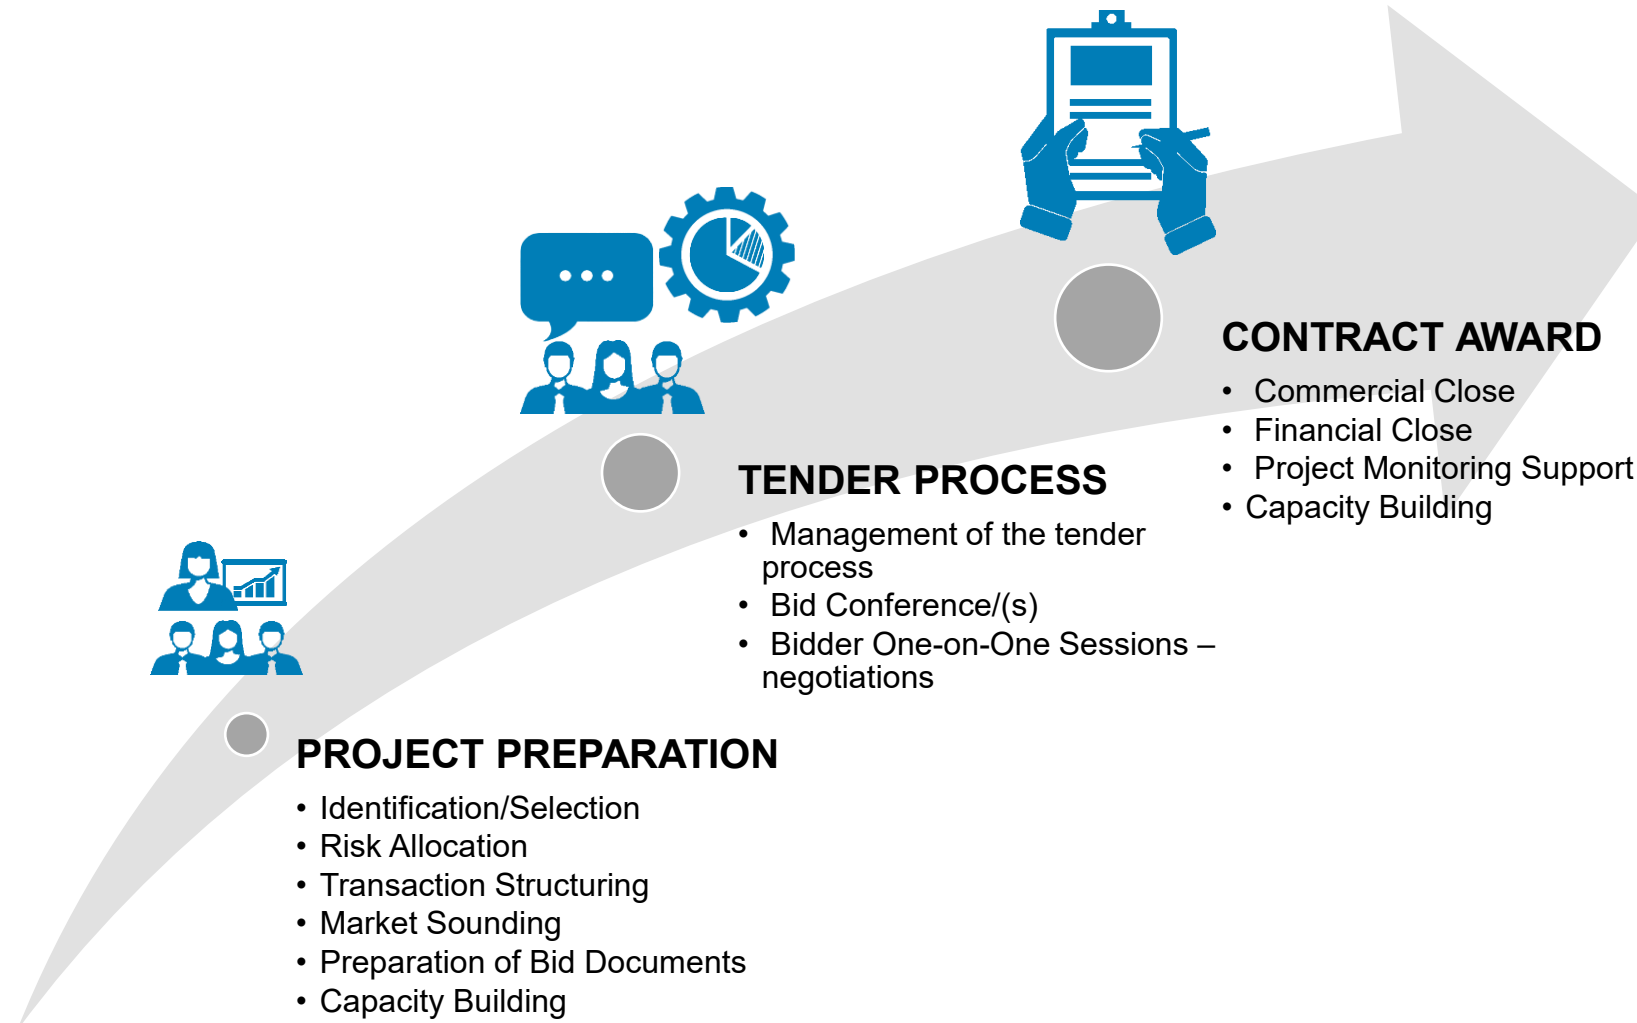 CONTRACT AWARD
• Commercial Close
• Financial Close
• Project Monitoring Support
• Capacity Building
TENDER PROCESS
• Management of the tender
process
• Bid Conference/(s)
• Bidder One-on-One Sessions –
negotiations
PROJECT PREPARATION
• Identification/Selection
• Risk Allocation
• Transaction Structuring
• Market Sounding
• Preparation of Bid Documents
• Capacity Building